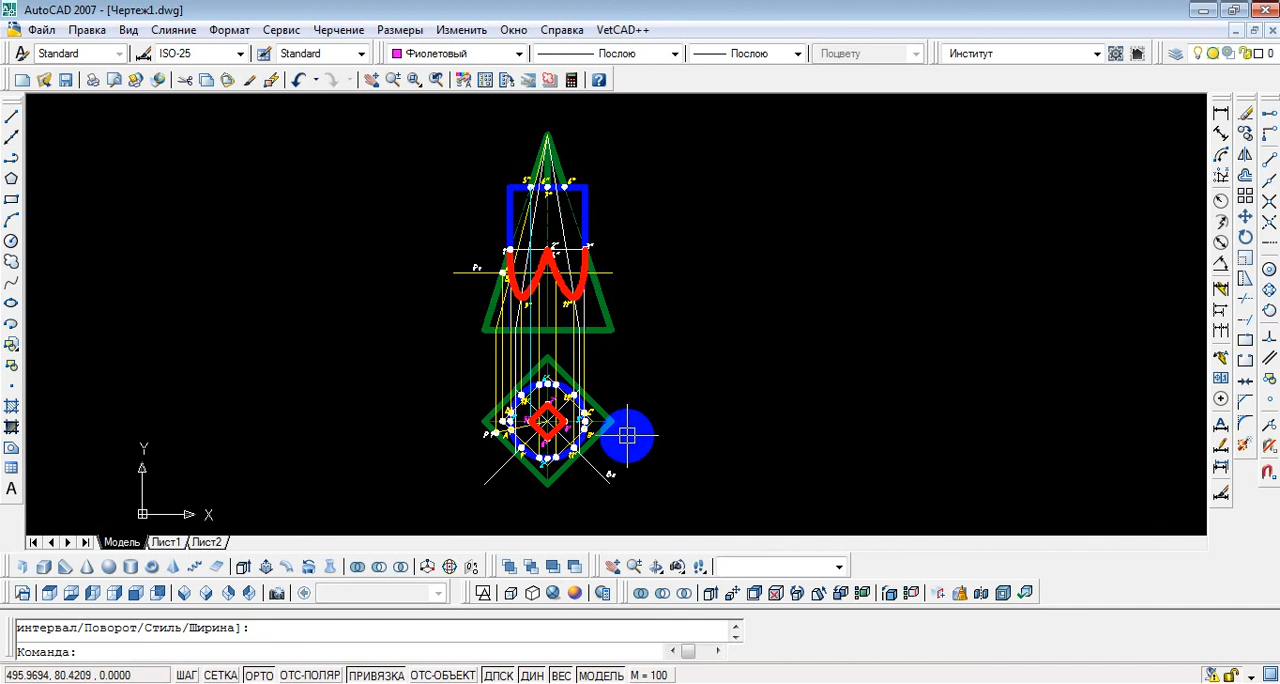 AutoCAD 2007 - [Чертеж1.dwg]
Файл Правка Вид Слияние Формат Сервис Черчение Размеры Изменить Окно Справка VetCAD++
Standard ISO-25 Standard Фиолетовый Послою Послою Поцвету Институт 0
Y
X
Модель Лист1 Лист2
интервал/Поворот/Стиль/Ширина]:
Команда:
495.9694, 80.4209 , 0.0000 ШАГ СЕТКА ОРТО ОТС-ПОЛЯР ПРИВЯЗКА ОТС-ОБЪЕКТ ДПСК ДИН ВЕС МОДЕЛЬ M = 100